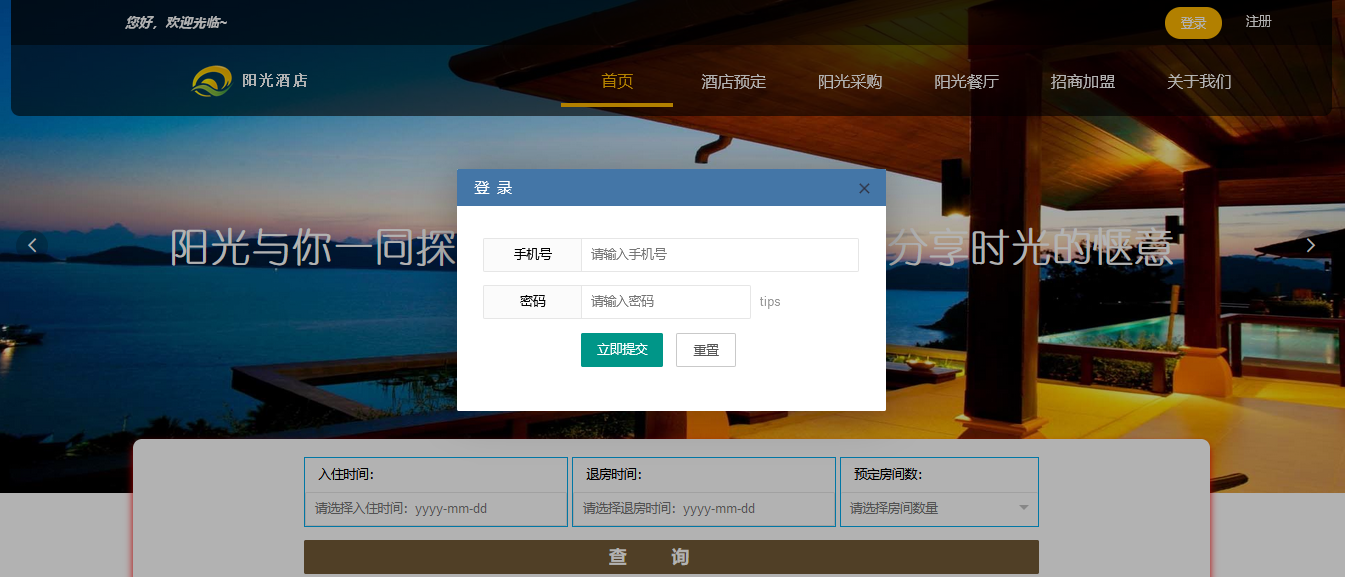 您好，欢迎光临~
登录 注册
阳光酒店
首页 酒店预定 阳光采购 阳光餐厅 招商加盟 关于我们
登 录
阳光与你一同探
分享时光的惬意
手机号 请输入手机号
密码 请输入密码 tips
立即提交 重置
入住时间： 退房时间： 预定房间数：
请选择入住时间：yyyy-mm-dd 请选择退房时间：yyyy-mm-dd 请选择房间数量
查 询